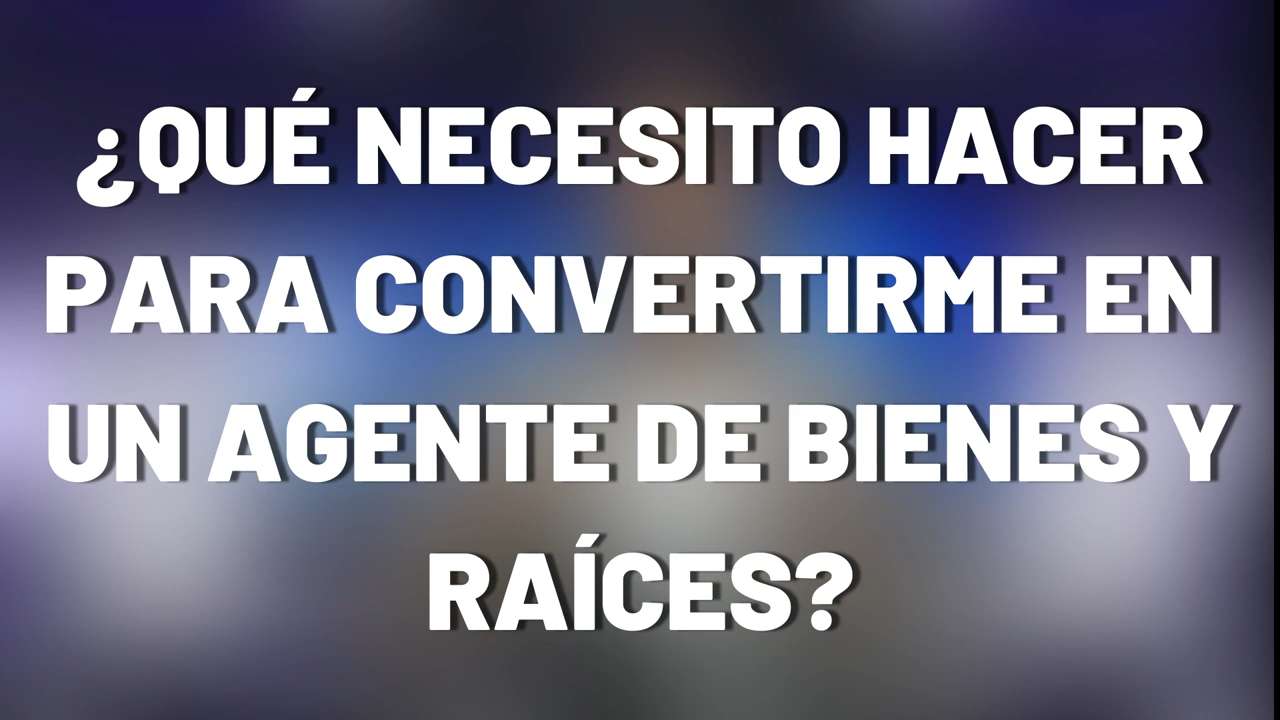 ¿QUÉ NECESITO HACER
PARA CONVERTIRME EN
UN AGENTE DE BIENES Y
RAÍCES?